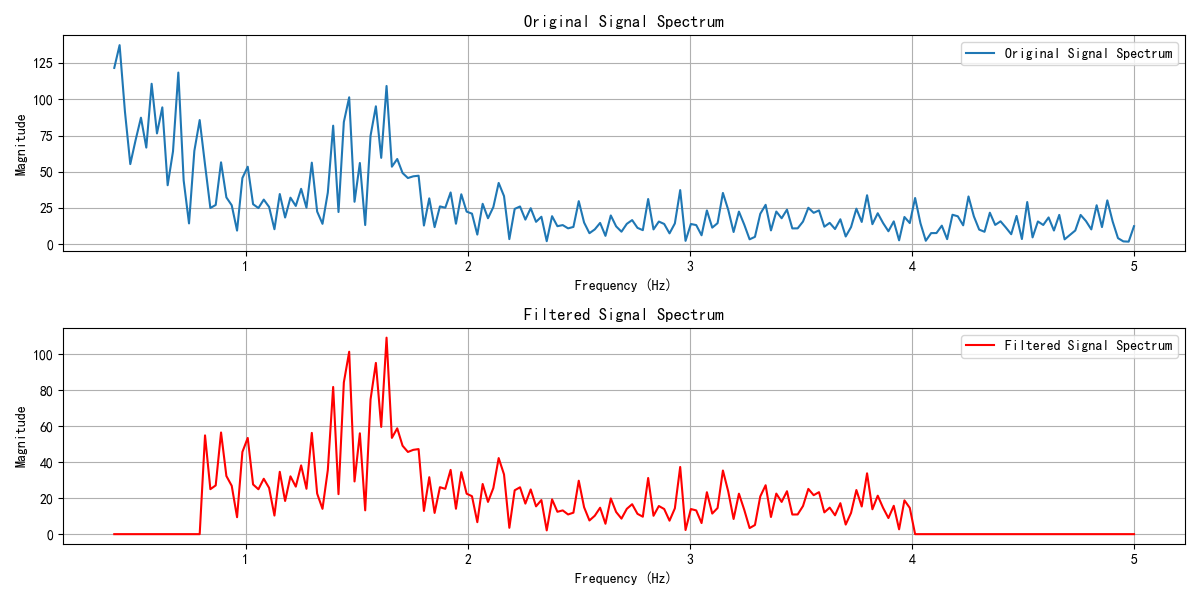 Original Signal Spectrum
Original Signal Spectrum
Magnitude
125
100
75
50
25
0
1
2
3
4
5
Frequency (Hz)
Filtered Signal Spectrum
Filtered Signal Spectrum
Magnitude
100
80
60
40
20
0
1
2
3
4
5
Frequency (Hz)